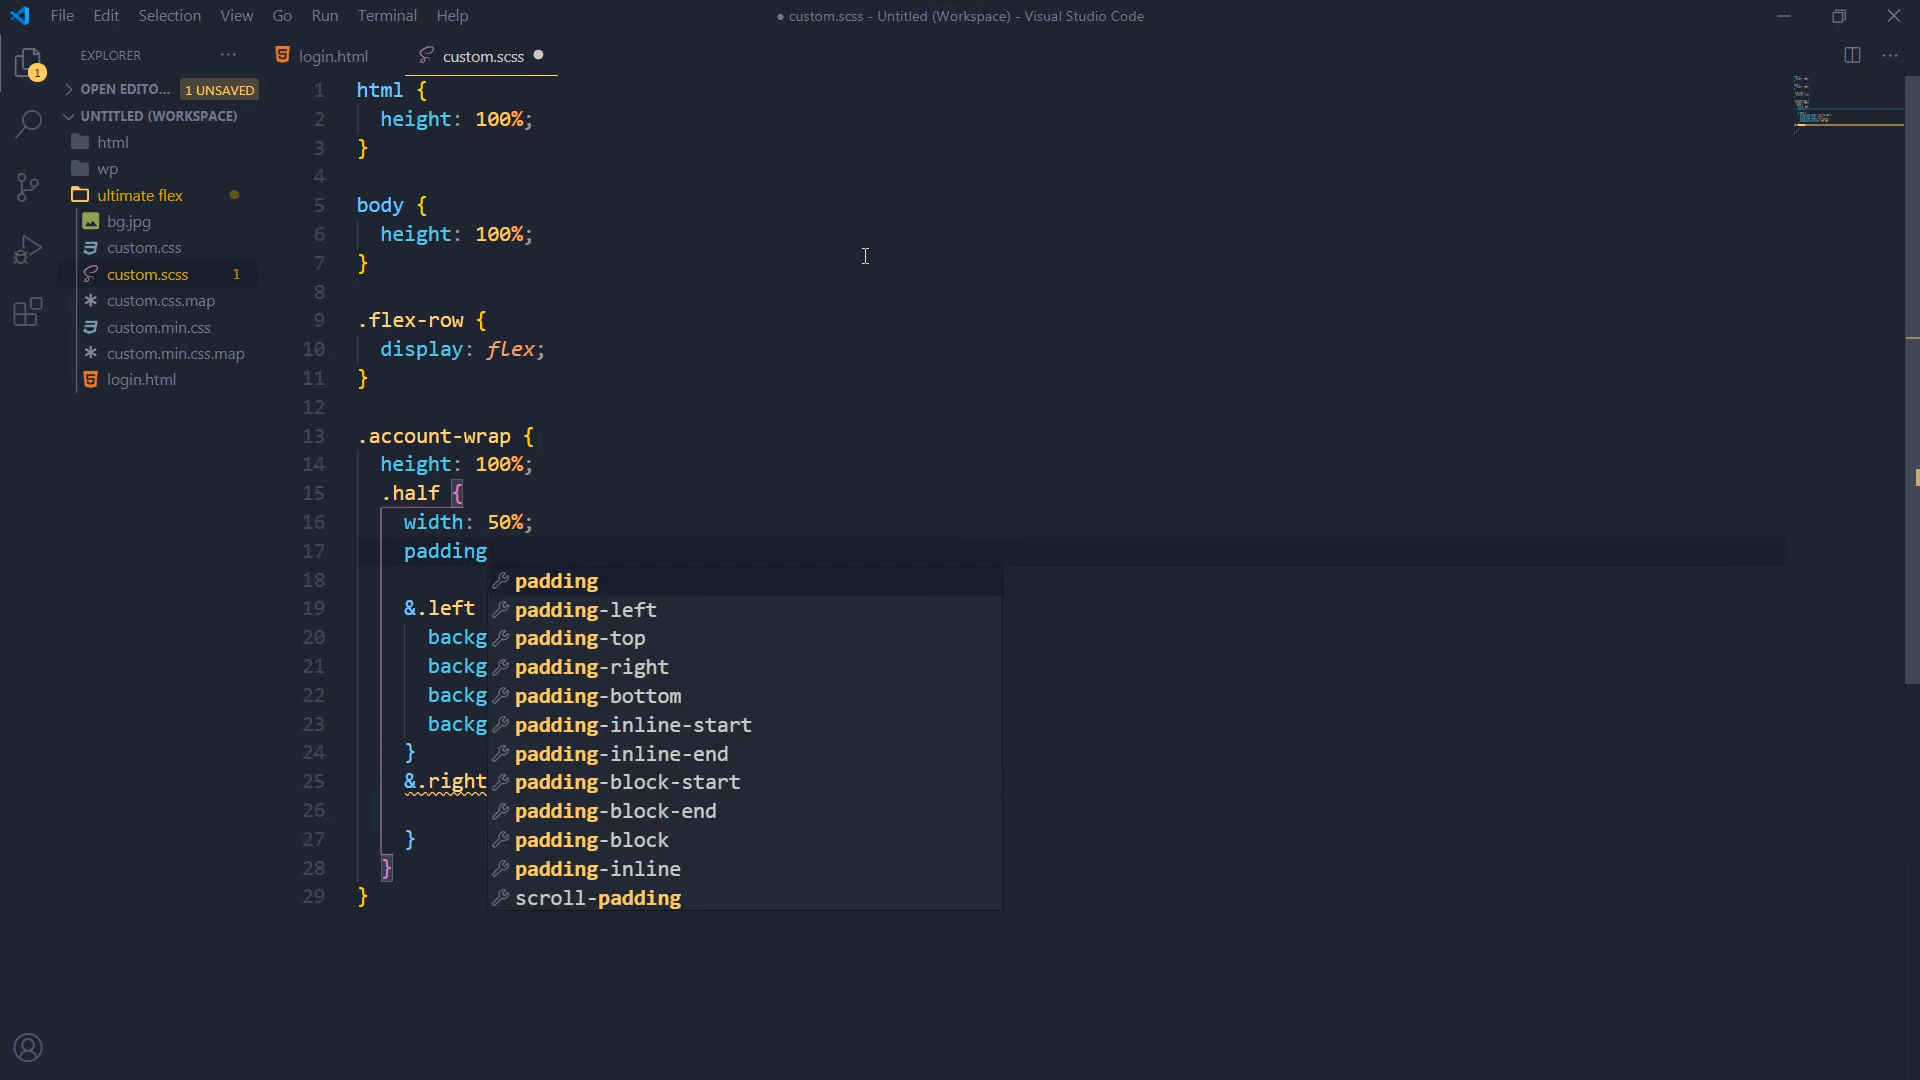 File Edit Selection View Go Run Terminal Help
● custom.scss - Untitled (Workspace) - Visual Studio Code
1
EXPLORER ···
OPEN EDITO... 1 UNSAVED
UNTITLED (WORKSPACE)
html
wp
ultimate flex
bg.jpg
custom.css
custom.scss 1
custom.css.map
custom.min.css
custom.min.css.map
login.html
login.html custom.scss
1 html {
2 height: 100%;
3 }
4
5 body {
6 height: 100%;
7 }
8
9 .flex-row {
10 display: flex;
11 }
12
13 .account-wrap {
14 height: 100%;
15 .half {
16 width: 50%;
17 padding
18
19 &.left
20 backg
21 backg
22 backg
23 backg
24 }
25 &.right
26
27 }
28 }
29 }
padding
padding-left
padding-top
padding-right
padding-bottom
padding-inline-start
padding-inline-end
padding-block-start
padding-block-end
padding-block
padding-inline
scroll-padding